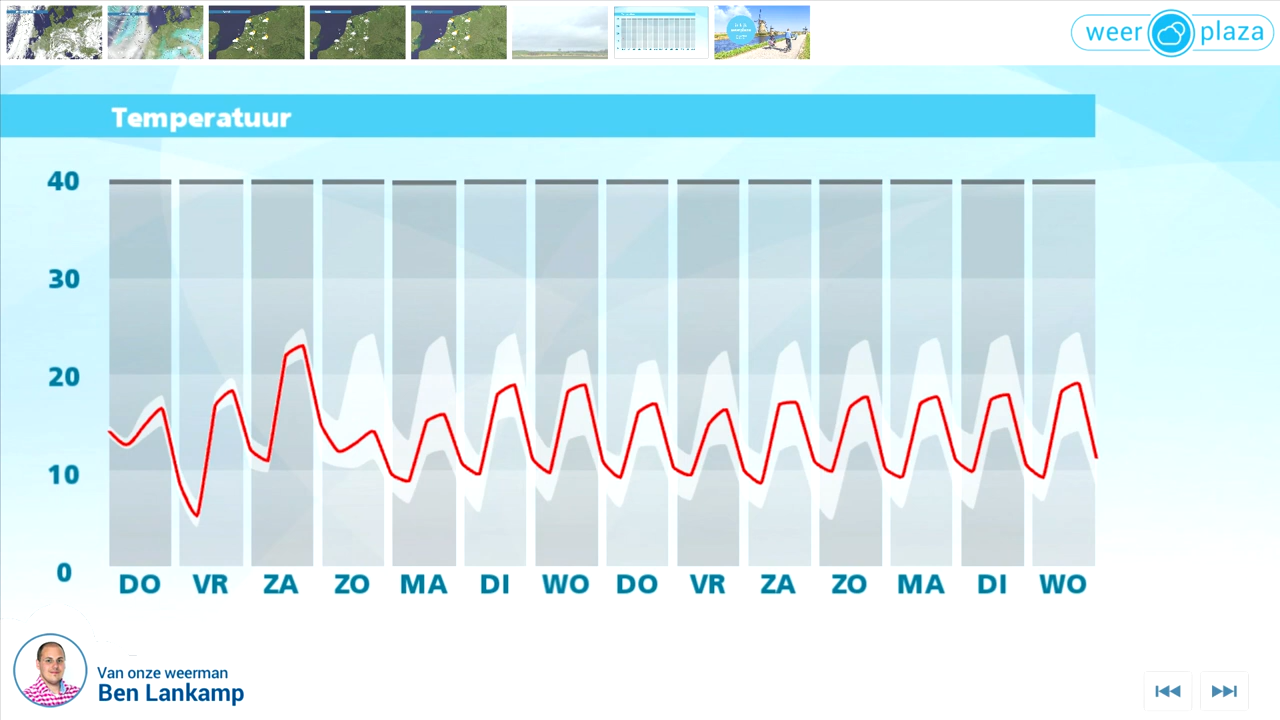 weer plaza
Temperatuur
40
30
20
10
0
DO VR ZA ZO MA DI WO DO VR ZA ZO MA DI WO
Van onze weerman
Ben Lankamp